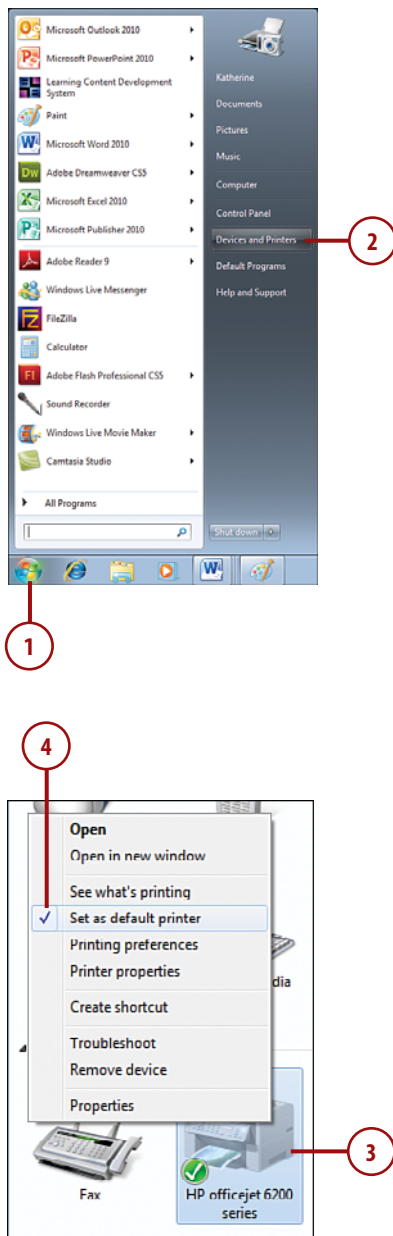 Microsoft Outlook 2010
Microsoft PowerPoint 2010
Learning Content Development
System
Paint
Microsoft Word 2010
Adobe Dreamweaver CS5
Microsoft Excel 2010
Microsoft Publisher 2010
Adobe Reader 9
Windows Live Messenger
FileZilla
Calculator
Adobe Flash Professional CS5
Sound Recorder
Windows Live Movie Maker
Camtasia Studio
All Programs
Katherine
Documents
Pictures
Music
Computer
Control Panel
Devices and Printers
Default Programs
Help and Support
Shut down
2
1
4
Open
Open in new window
See what's printing
Set as default printer
Printing preferences
Printer properties
Create shortcut
Troubleshoot
Remove device
Properties
dia
3
Fax
HP officejet 6200
series